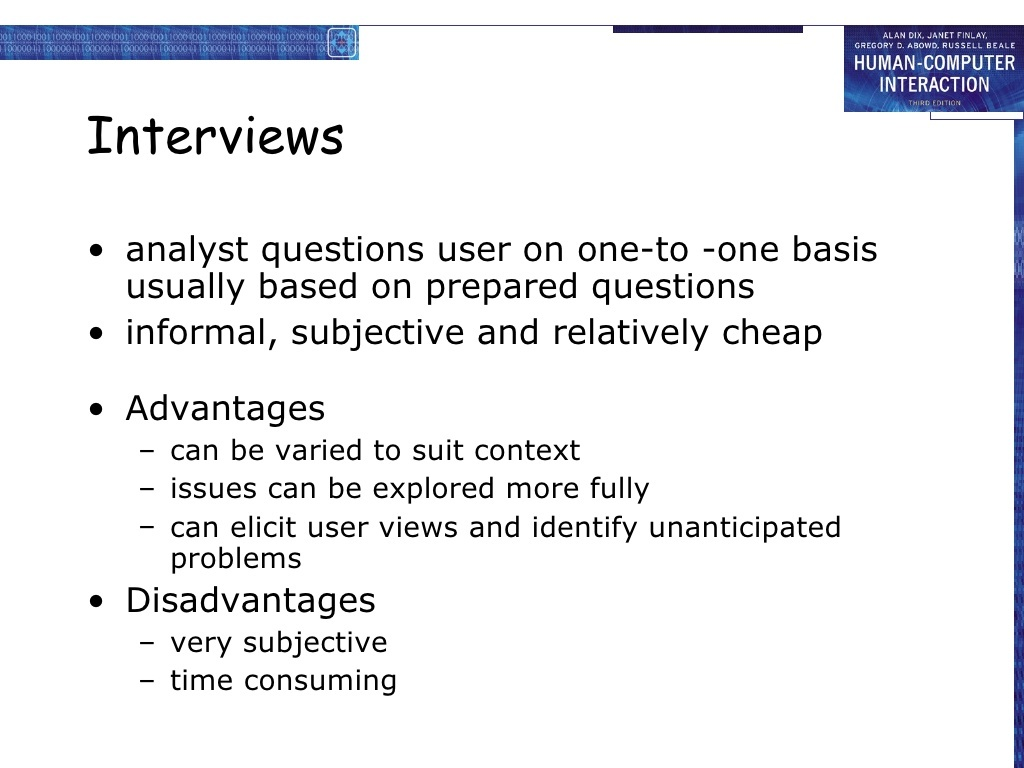 ALAN DIX, JANET FINLAY,
GREGORY D. ABOWD, RUSSELL BEALE
HUMAN-COMPUTER
INTERACTION
THIRD EDITION
Interviews
• analyst questions user on one-to -one basis
usually based on prepared questions
• informal, subjective and relatively cheap
• Advantages
– can be varied to suit context
– issues can be explored more fully
– can elicit user views and identify unanticipated
problems
• Disadvantages
– very subjective
– time consuming